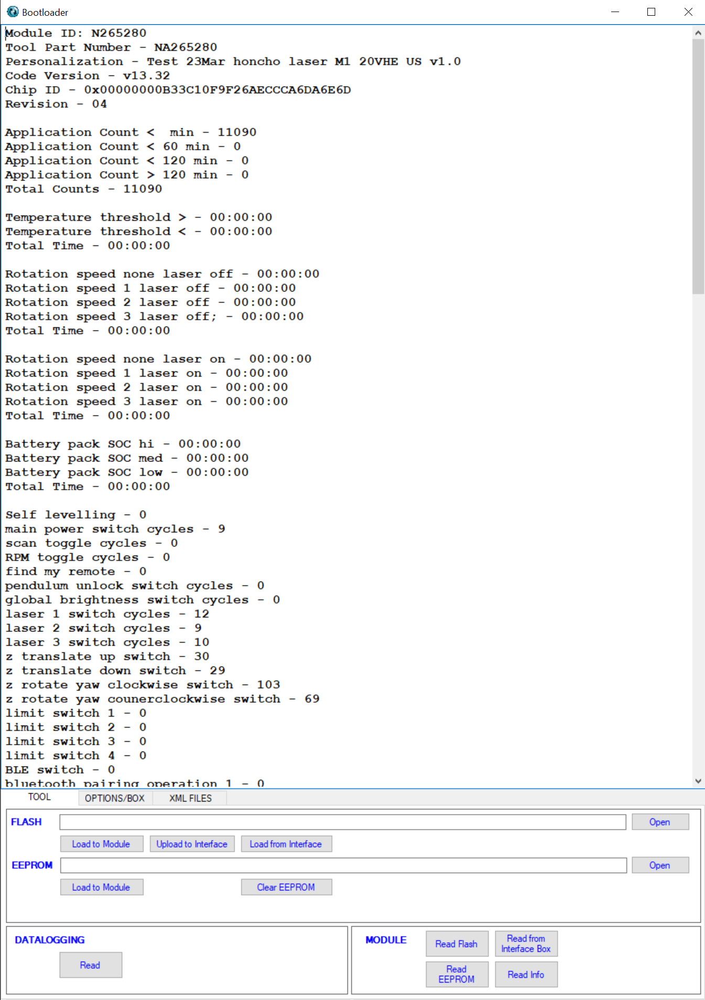 Bootloader
Module ID: N265280
Tool Part Number - NA265280
Personalization - Test 23Mar honcho laser M1 20VHE US v1.0
Code Version - v13.32
Chip ID - 0x00000000B33C10F9F26AECCCA6DA6E6D
Revision - 04
Application Count <  min - 11090
Application Count < 60 min - 0
Application Count < 120 min - 0
Application Count > 120 min - 0
Total Counts - 11090
Temperature threshold > - 00:00:00
Temperature threshold < - 00:00:00
Total Time - 00:00:00
Rotation speed none laser off - 00:00:00
Rotation speed 1 laser off - 00:00:00
Rotation speed 2 laser off - 00:00:00
Rotation speed 3 laser off; - 00:00:00
Total Time - 00:00:00
Rotation speed none laser on - 00:00:00
Rotation speed 1 laser on - 00:00:00
Rotation speed 2 laser on - 00:00:00
Rotation speed 3 laser on - 00:00:00
Total Time - 00:00:00
Battery pack SOC hi - 00:00:00
Battery pack SOC med - 00:00:00
Battery pack SOC low - 00:00:00
Total Time - 00:00:00
Self levelling - 0
main power switch cycles - 9
scan toggle cycles - 0
RPM toggle cycles - 0
find my remote - 0
pendulum unlock switch cycles - 0
global brightness switch cycles - 0
laser 1 switch cycles - 12
laser 2 switch cycles - 9
laser 3 switch cycles - 10
z translate up switch - 30
z translate down switch - 29
z rotate yaw clockwise switch - 103
z rotate yaw counerclockwise switch - 69
limit switch 1 - 0
limit switch 2 - 0
limit switch 3 - 0
limit switch 4 - 0
BLE switch - 0
bluetooth pairing operation 1 - 0
TOOL OPTIONS/BOX XML FILES
FLASH Open
Load to Module Upload to Interface Load from Interface
EEPROM Open
Load to Module Clear EEPROM
DATALOGGING
Read
MODULE
Read Flash
Read from
Interface Box
Read
EEPROM
Read Info